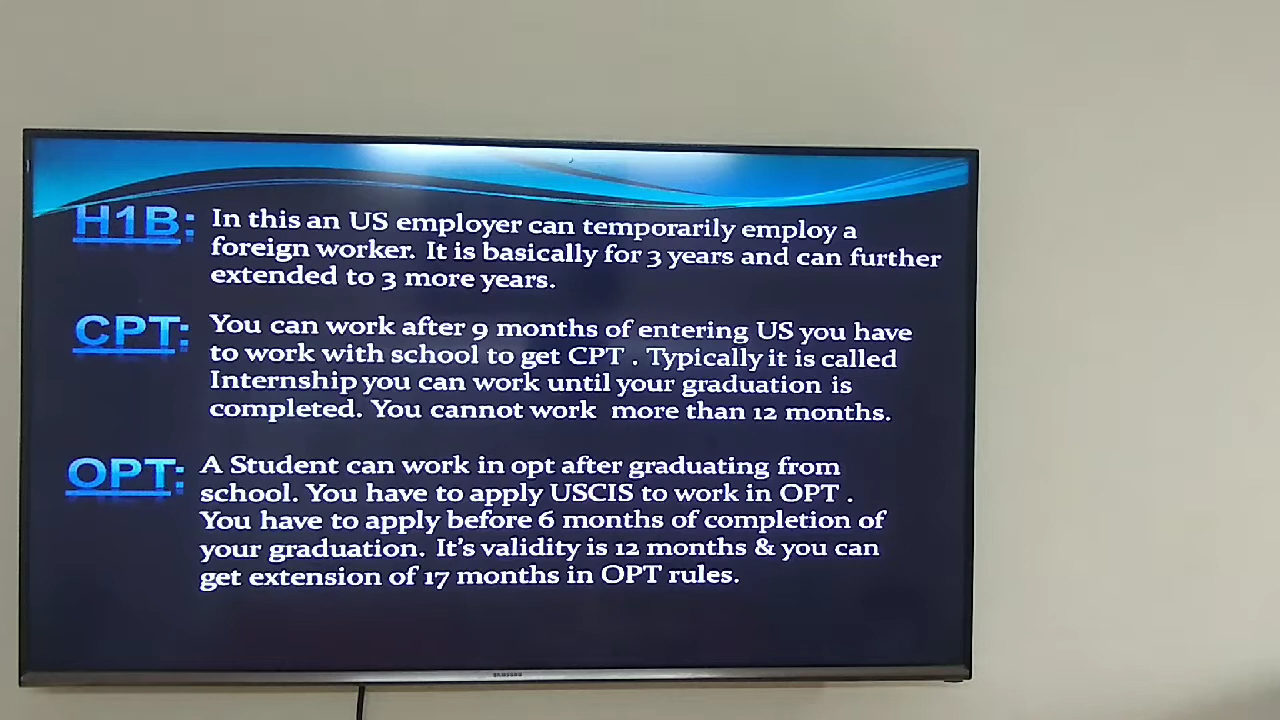 H1B: In this an US employer can temporarily employ a
foreign worker. It is basically for 3 years and can further
extended to 3 more years.
CPT: You can work after 9 months of entering US you have
to work with school to get CPT . Typically it is called
Internship you can work until your graduation is
completed. You cannot work more than 12 months.
OPT: A Student can work in opt after graduating from
school. You have to apply USCIS to work in OPT .
You have to apply before 6 months of completion of
your graduation. It's validity is 12 months & you can
get extension of 17 months in OPT rules.
SAMSUNG